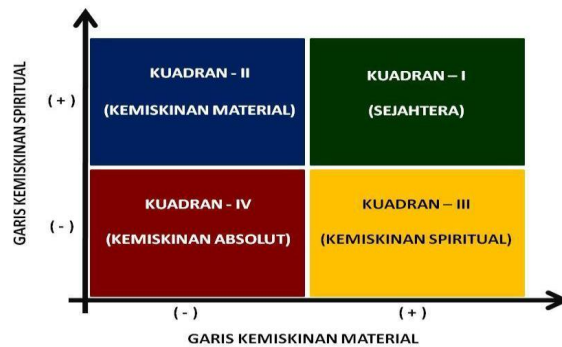 GARIS KEMISKINAN SPIRITUAL
( + )
( - )
KUADRAN - II
(KEMISKINAN MATERIAL)
KUADRAN – I
(SEJAHTERA)
KUADRAN - IV
(KEMISKINAN ABSOLUT)
KUADRAN – III
(KEMISKINAN SPIRITUAL)
( - )
( + )
GARIS KEMISKINAN MATERIAL